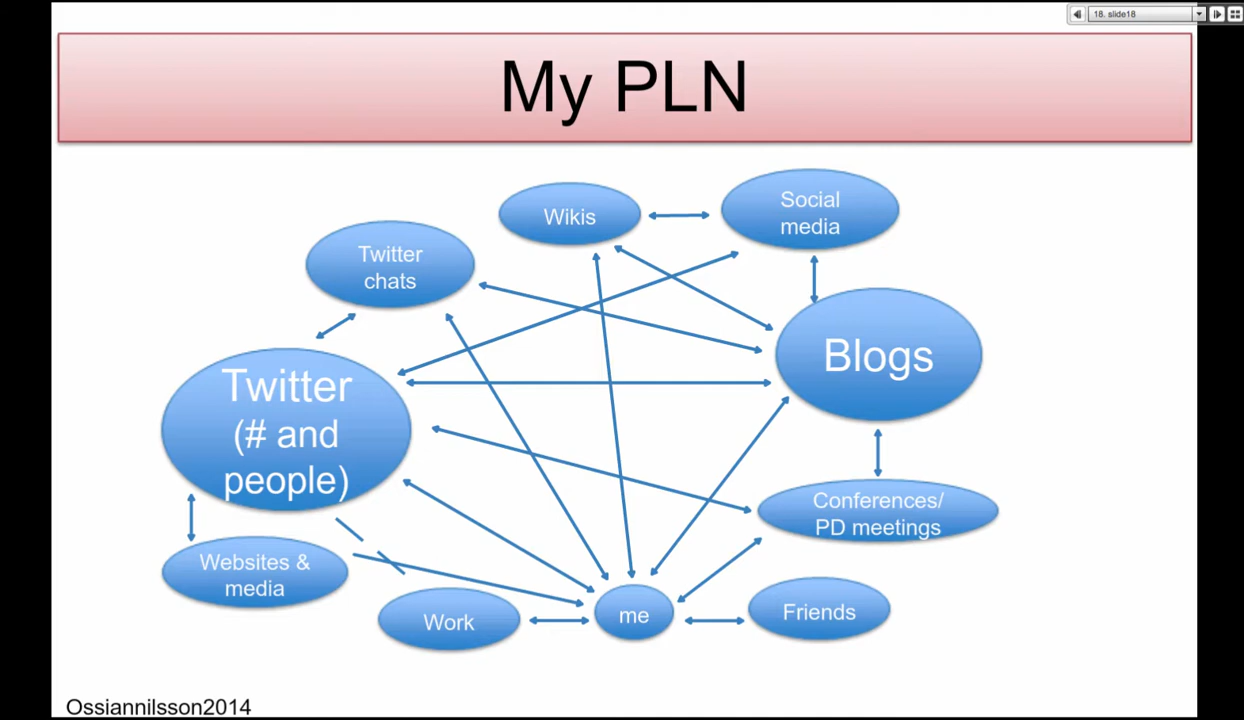 18. slide18
My PLN
Wikis
Social
media
Twitter
chats
Blogs
Twitter
(# and
people)
Conferences/
PD meetings
Websites &
media
Work
me
Friends
Ossiannilsson2014